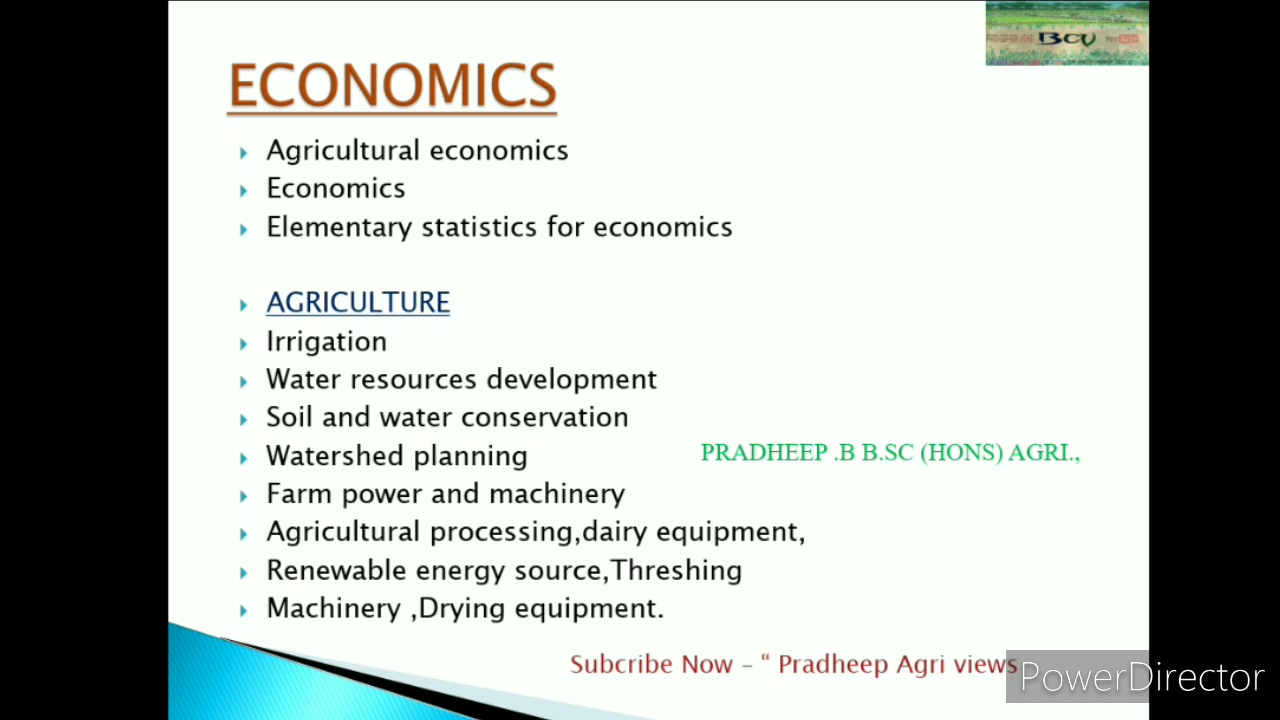 BCV
ECONOMICS
Agricultural economics
Economics
Elementary statistics for economics
AGRICULTURE
Irrigation
Water resources development
Soil and water conservation
Watershed planning
PRADHEEP .B B.SC (HONS) AGRI.,
Farm power and machinery
Agricultural processing,dairy equipment,
Renewable energy source,Threshing
Machinery ,Drying equipment.
Subcribe Now – “ Pradheep Agri views
PowerDirector